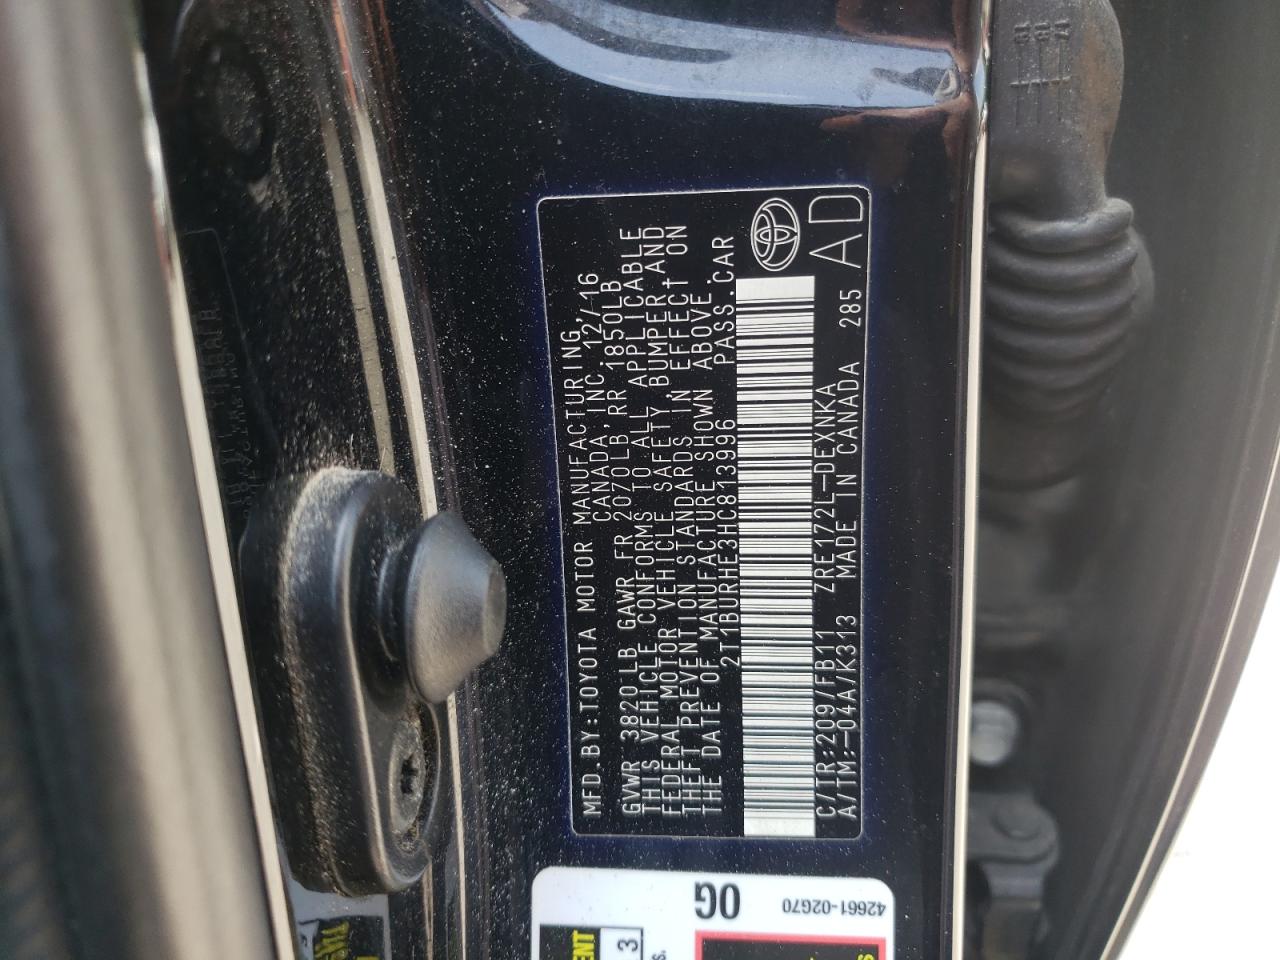 MFD.BY:TOYOTA MOTOR MANUFACTURING,
CANADA,INC. 12/16
GVWR 3820 LB GAWR FR 2070LB,RR 1850LB
THIS VEHICLE CONFORMS TO ALL APPLICABLE
FEDERAL MOTOR VEHICLE SAFETY,BUMPER,AND
THEFT PREVENTION STANDARDS IN EFFECT ON
THE DATE OF MANUFACTURE SHOWN ABOVE.
2T1BURHE3HC813996 PASS.CAR
C/TR:209/FB11 ZRE172L-DEXNKA
A/TM:-04A/K313 MADE IN CANADA 285
AD
42661-02G70
0G
3